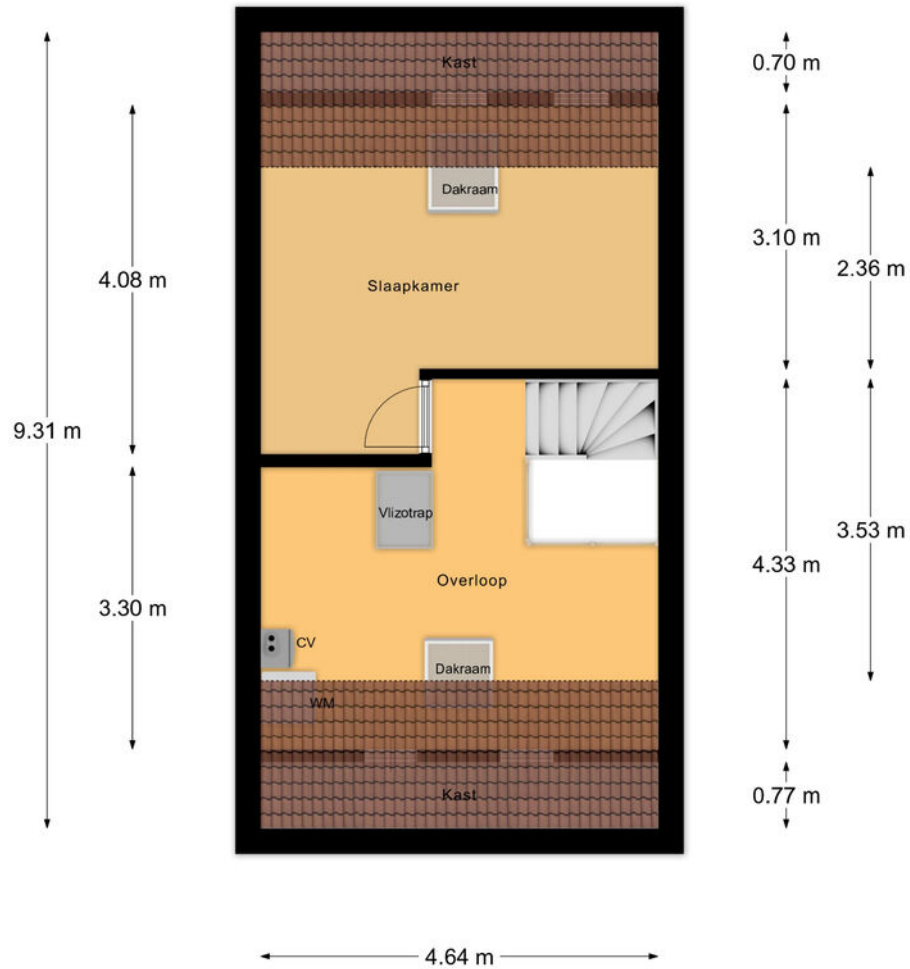 Kast
0.70 m
Dakraam
3.10 m
2.36 m
4.08 m
Slaapkamer
9.31 m
Vlizotrap
3.53 m
4.33 m
Overloop
3.30 m
CV
Dakraam
WM
Kast
0.77 m
4.64 m